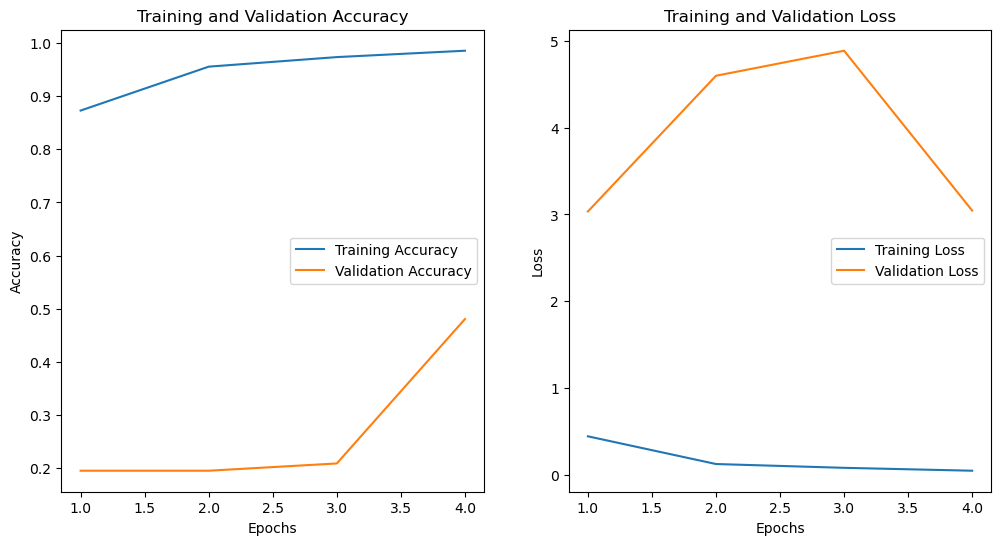 Training and Validation Accuracy
1.0
0.9
0.8
0.7
0.6
0.5
0.4
0.3
0.2
Accuracy
Training Accuracy
Validation Accuracy
1.0 1.5 2.0 2.5 3.0 3.5 4.0
Epochs
Training and Validation Loss
5
4
3
2
1
0
Loss
Training Loss
Validation Loss
1.0 1.5 2.0 2.5 3.0 3.5 4.0
Epochs